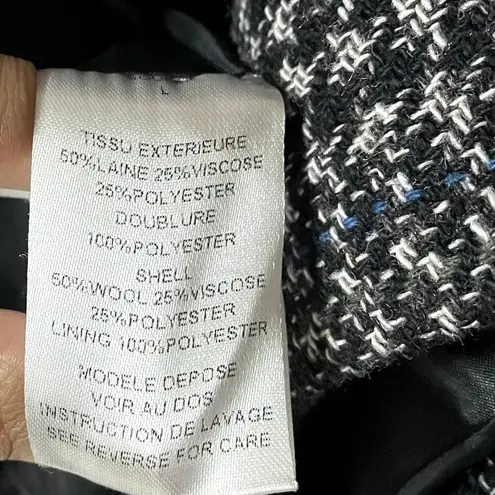 L
TISSU EXTERIEURE
50%LAINE 25%VISCOSE
25%POLYESTER
DOUBLURE
100%POLYESTER
SHELL
50%WOOL 25%VISCOSE
25%POLYESTER
LINING 100%POLYESTER
MODELE DEPOSE
VOIR AU DOS
INSTRUCTION DE LAVAGE
SEE REVERSE FOR CARE